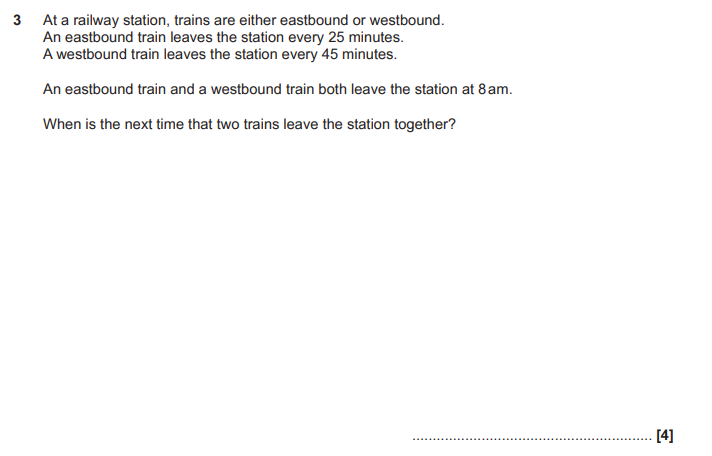 3 At a railway station, trains are either eastbound or westbound.
An eastbound train leaves the station every 25 minutes.
A westbound train leaves the station every 45 minutes.
An eastbound train and a westbound train both leave the station at 8 am.
When is the next time that two trains leave the station together?
............................................................ [4]